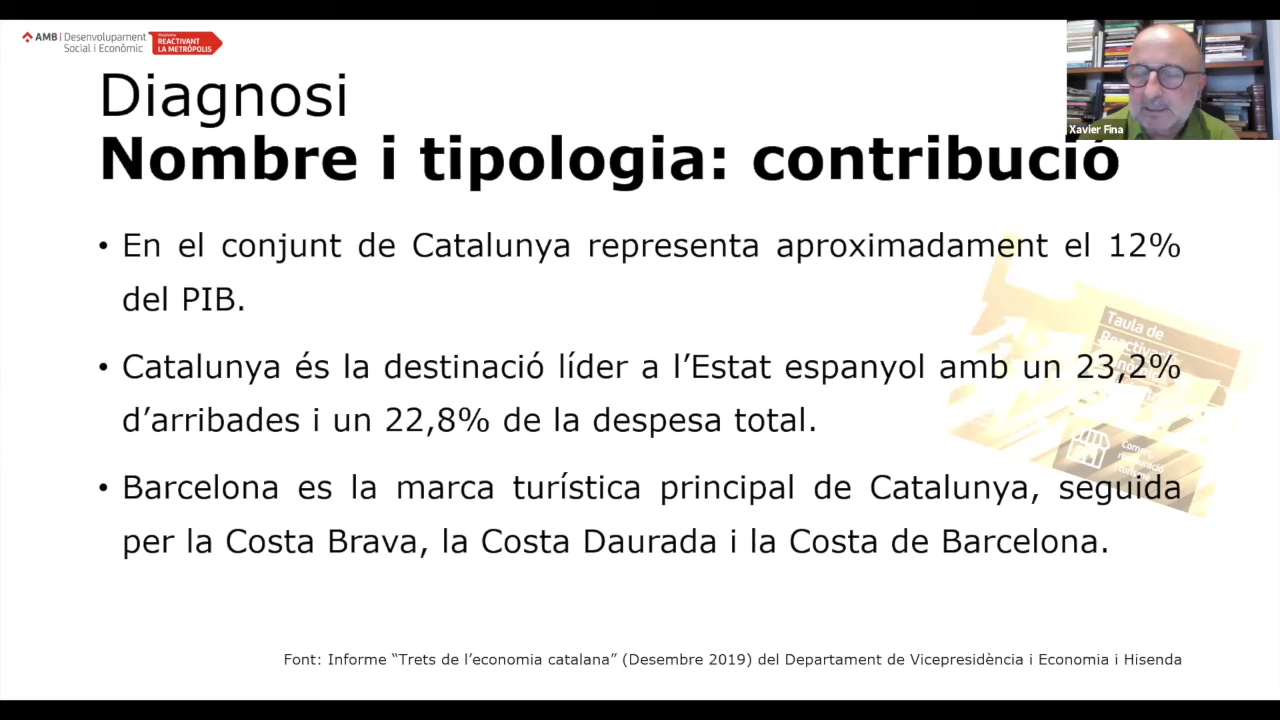 AMB Desenvolupament
Social i Econòmic
REACTIVANT
LA METRÒPOLIS
Xavier Fina
Diagnosi
Nombre i tipologia: contribució
• En el conjunt de Catalunya representa aproximadament el 12%
del PIB.
• Catalunya és la destinació líder a l’Estat espanyol amb un 23,2%
d’arribades i un 22,8% de la despesa total.
• Barcelona es la marca turística principal de Catalunya, seguida
per la Costa Brava, la Costa Daurada i la Costa de Barcelona.
Taula de
Font: Informe “Trets de l’economia catalana” (Desembre 2019) del Departament de Vicepresidència i Economia i Hisenda